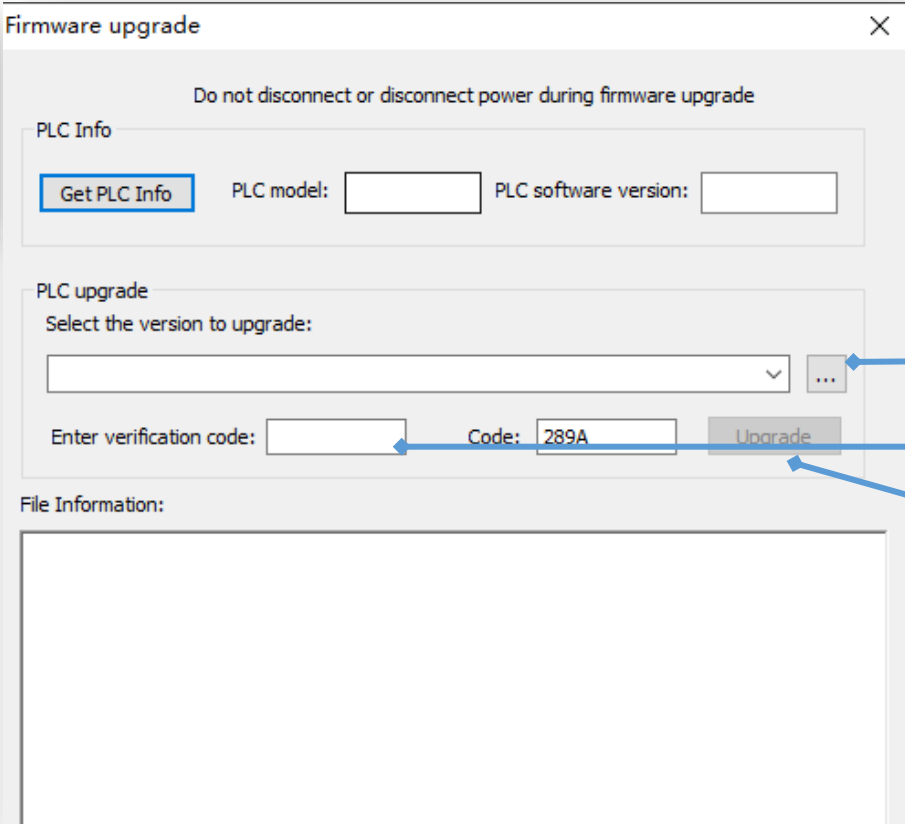 Firmware upgrade
Do not disconnect or disconnect power during firmware upgrade
PLC Info
Get PLC Info PLC model: PLC software version:
PLC upgrade
Select the version to upgrade:
...
Enter verification code: Code: 289A Upgrade
File Information: